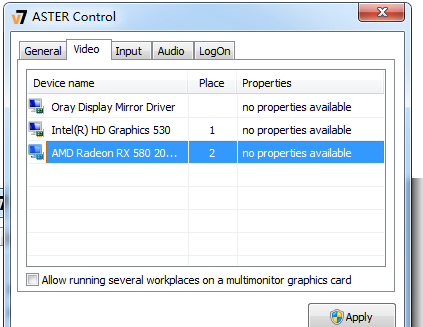 v7 ASTER Control
General Video Input Audio LogOn
Device name Place Properties
Oray Display Mirror Driver no properties available
Intel(R) HD Graphics 530 1 no properties available
AMD Radeon RX 580 20... 2 no properties available
Allow running several workplaces on a multimonitor graphics card
Apply